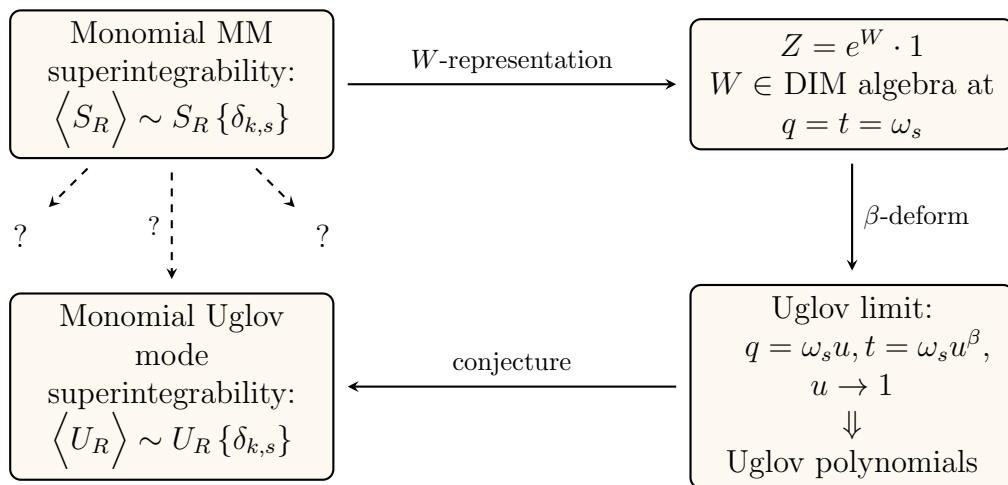 Monomial MM
superintegrability:
⟨S_R⟩ ∼ S_R {δ_{k,s}}
W-representation
Z = e^W · 1
W ∈ DIM algebra at
q = t = ω_s
?
?
?
β-deform
Monomial Uglov
mode
superintegrability:
⟨U_R⟩ ∼ U_R {δ_{k,s}}
conjecture
Uglov limit:
q = ω_s u, t = ω_s u^β,
u → 1
⇓
Uglov polynomials